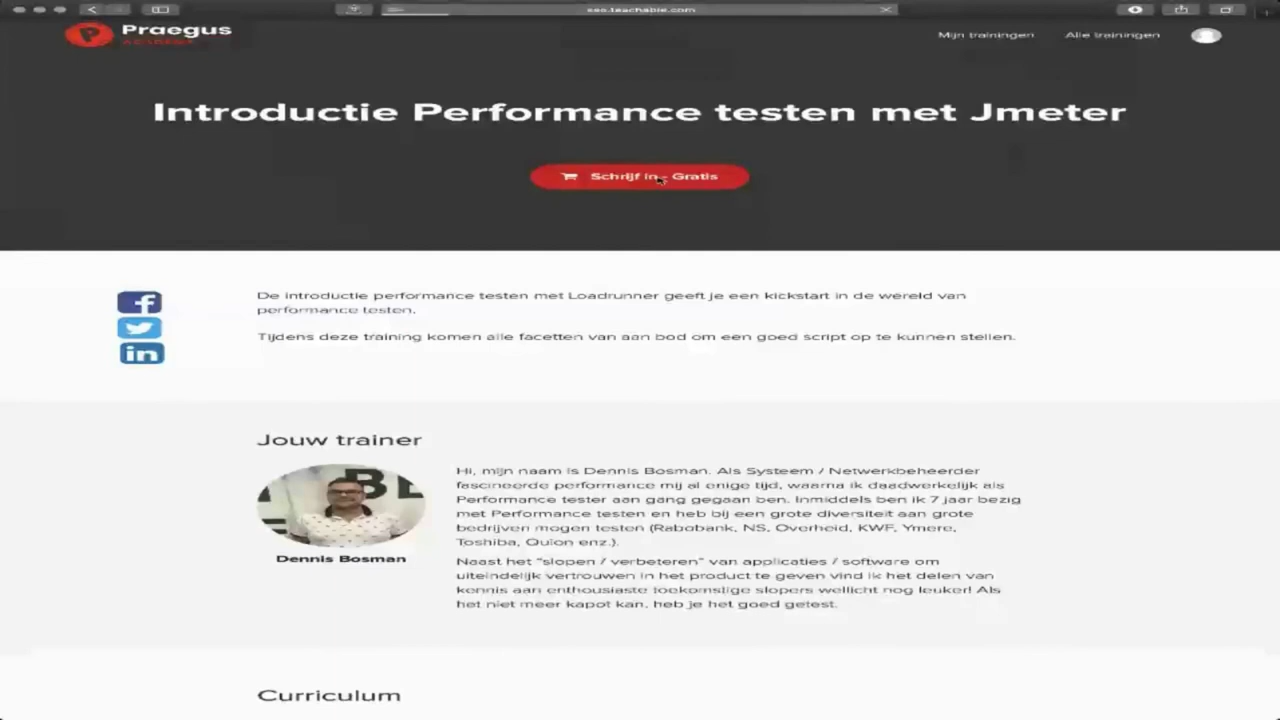 sso.teachable.com
Praegus
ACADEMY
Mijn trainingen
Alle trainingen
Introductie Performance testen met Jmeter
Schrijf in - Gratis
De introductie performance testen met Loadrunner geeft je een kickstart in de wereld van
performance testen.
Tijdens deze training komen alle facetten van aan bod om een goed script op te kunnen stellen.
Jouw trainer
Hi, mijn naam is Dennis Bosman. Als Systeem / Netwerkbeheerder
fascineerde performance mij al enige tijd, waarna ik daadwerkelijk als
Performance tester aan gang gegaan ben. Inmiddels ben ik 7 jaar bezig
met Performance testen en heb bij een grote diversiteit aan grote
bedrijven mogen testen (Rabobank, NS, Overheid, KWF, Ymere,
Toshiba, Quion enz.).
Dennis Bosman
Naast het "slopen / verbeteren" van applicaties / software om
uiteindelijk vertrouwen in het product te geven vind ik het delen van
kennis aan enthousiaste toekomstige slopers wellicht nog leuker! Als
het niet meer kapot kan, heb je het goed getest.
Curriculum